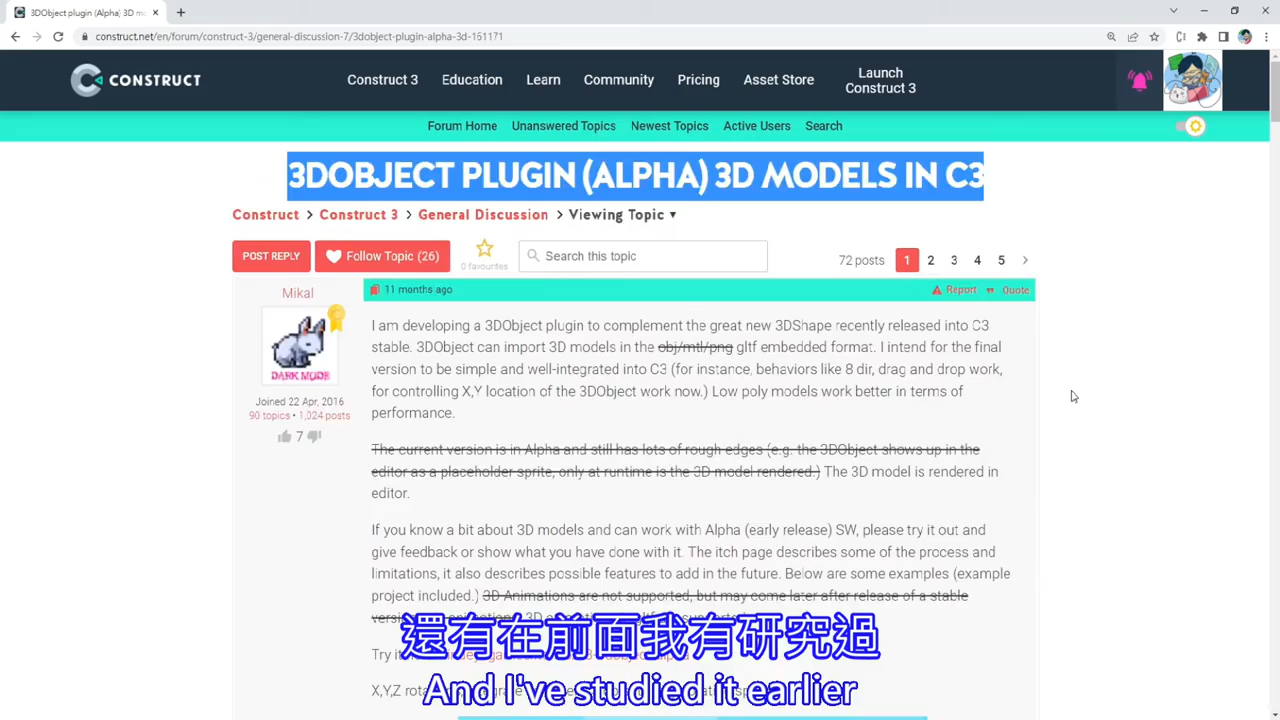 3DObject plugin (Alpha) 3D m
construct.net/en/forum/construct-3/general-discussion-7/3dobject-plugin-alpha-3d-161171
CONSTRUCT
Construct 3 Education Learn Community Pricing Asset Store Launch Construct 3
Forum Home Unanswered Topics Newest Topics Active Users Search
3DOBJECT PLUGIN (ALPHA) 3D MODELS IN C3
Construct > Construct 3 > General Discussion > Viewing Topic ▾
POST REPLY Follow Topic (26) 0 favourites Search this topic 72 posts 1 2 3 4 5 >
Mikal
11 months ago Report Quote
DARK MODE
Joined 22 Apr, 2016
90 topics • 1,024 posts
7
I am developing a 3DObject plugin to complement the great new 3DShape recently released into C3
stable. 3DObject can import 3D models in the obj/mtl/png gltf embedded format. I intend for the final
version to be simple and well-integrated into C3 (for instance, behaviors like 8 dir, drag and drop work,
for controlling X,Y location of the 3DObject work now.) Low poly models work better in terms of
performance.
The current version is in Alpha and still has lots of rough edges (e.g. the 3DObject shows up in the
editor as a placeholder sprite, only at runtime is the 3D model rendered.) The 3D model is rendered in
editor.
If you know a bit about 3D models and can work with Alpha (early release) SW, please try it out and
give feedback or show what you have done with it. The itch page describes some of the process and
limitations, it also describes possible features to add in the future. Below are some examples (example
project included.) 3D Animations are not supported, but may come later after release of a stable
Try it
X,Y,Z
還有在前面我有研究過
And I've studied it earlier